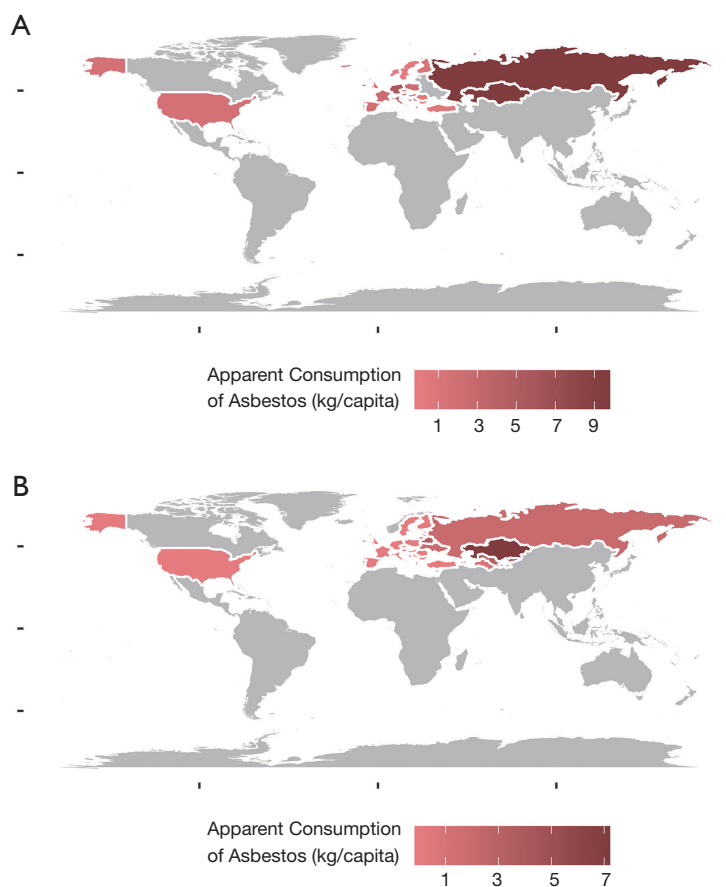 A
Apparent Consumption
of Asbestos (kg/capita)
1 3 5 7 9
B
Apparent Consumption
of Asbestos (kg/capita)
1 3 5 7